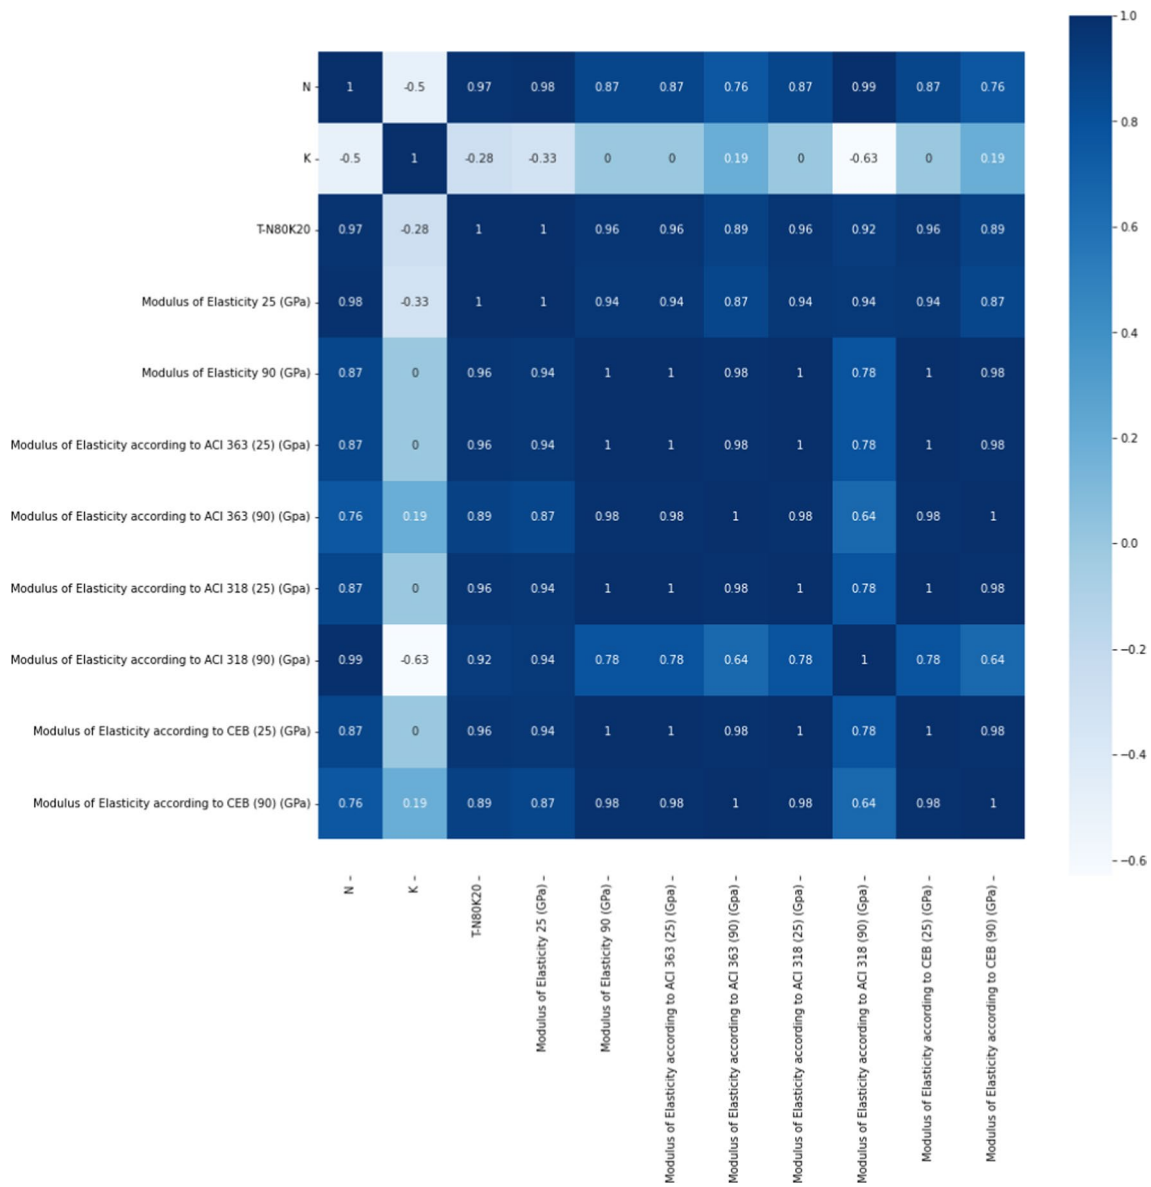 1.0
N
1 -0.5 0.97 0.98 0.87 0.87 0.76 0.87 0.99 0.87 0.76
0.8
K
-0.5 1 -0.28 -0.33 0 0 0.19 0 -0.63 0 0.19
T-N80K20
0.97 -0.28 1 1 0.96 0.96 0.89 0.96 0.92 0.96 0.89
0.6
Modulus of Elasticity 25 (GPa)
0.98 -0.33 1 1 0.94 0.94 0.87 0.94 0.94 0.94 0.87
0.4
Modulus of Elasticity 90 (GPa)
0.87 0 0.96 0.94 1 1 0.98 1 0.78 1 0.98
Modulus of Elasticity according to ACI 363 (25) (Gpa)
0.87 0 0.96 0.94 1 1 0.98 1 0.78 1 0.98
0.2
Modulus of Elasticity according to ACI 363 (90) (Gpa)
0.76 0.19 0.89 0.87 0.98 0.98 1 0.98 0.64 0.98 1
0.0
Modulus of Elasticity according to ACI 318 (25) (Gpa)
0.87 0 0.96 0.94 1 1 0.98 1 0.78 1 0.98
-0.2
Modulus of Elasticity according to ACI 318 (90) (Gpa)
0.99 -0.63 0.92 0.94 0.78 0.78 0.64 0.78 1 0.78 0.64
Modulus of Elasticity according to CEB (25) (GPa)
0.87 0 0.96 0.94 1 1 0.98 1 0.78 1 0.98
-0.4
Modulus of Elasticity according to CEB (90) (GPa)
0.76 0.19 0.89 0.87 0.98 0.98 1 0.98 0.64 0.98 1
-0.6
N
K
T-N80K20
Modulus of Elasticity 25 (GPa)
Modulus of Elasticity 90 (GPa)
Modulus of Elasticity according to ACI 363 (25) (Gpa)
Modulus of Elasticity according to ACI 363 (90) (Gpa)
Modulus of Elasticity according to ACI 318 (25) (Gpa)
Modulus of Elasticity according to ACI 318 (90) (Gpa)
Modulus of Elasticity according to CEB (25) (GPa)
Modulus of Elasticity according to CEB (90) (GPa)